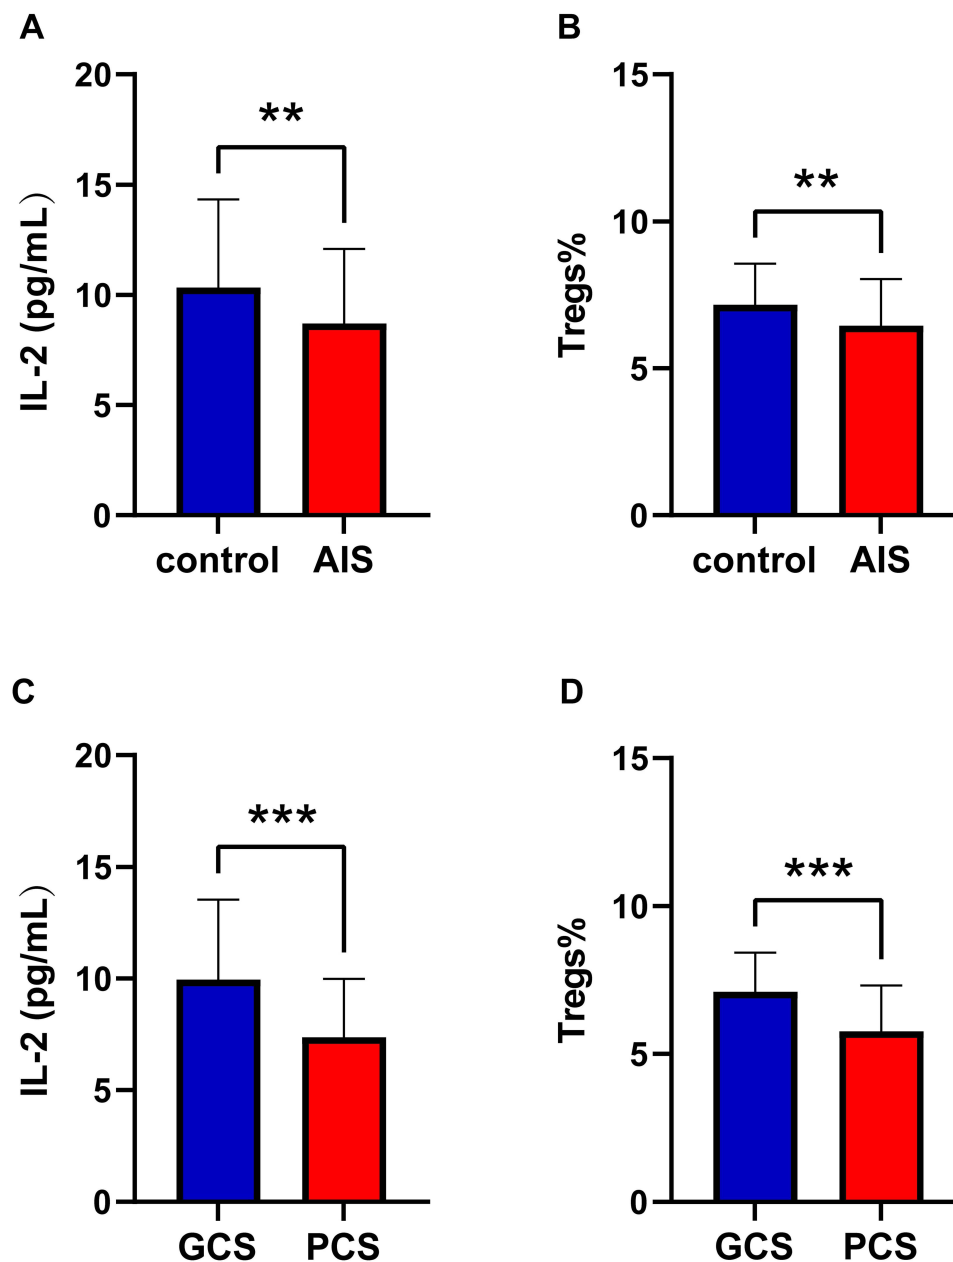 A
IL-2 (pg/mL）
20
15
10
5
0
**
control AIS
B
Tregs%
15
10
5
0
**
control AIS
C
IL-2 (pg/mL）
20
15
10
5
0
***
GCS PCS
D
Tregs%
15
10
5
0
***
GCS PCS